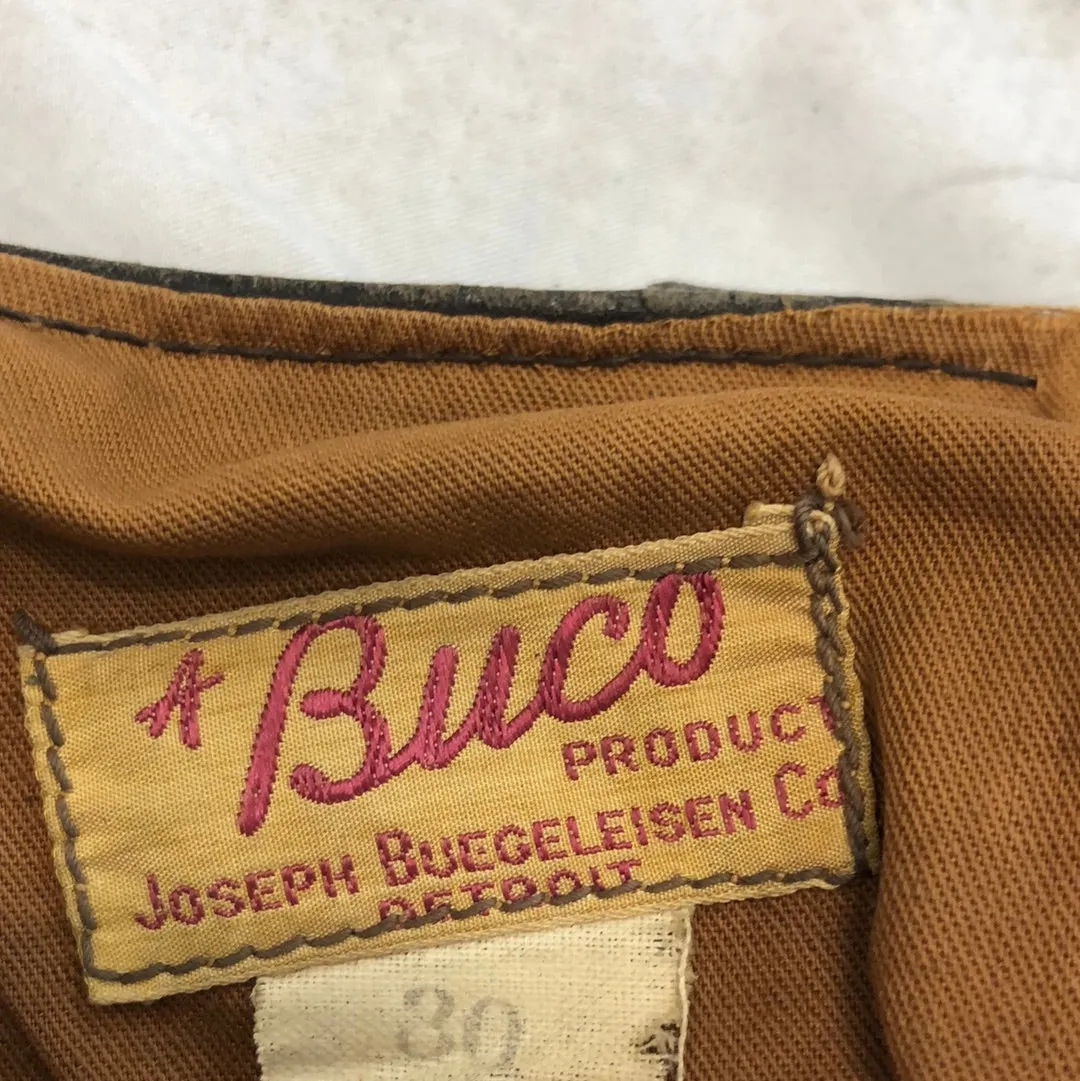 A Buco
PRODUCT
JOSEPH BUEGELEISEN CO
DETROIT
30